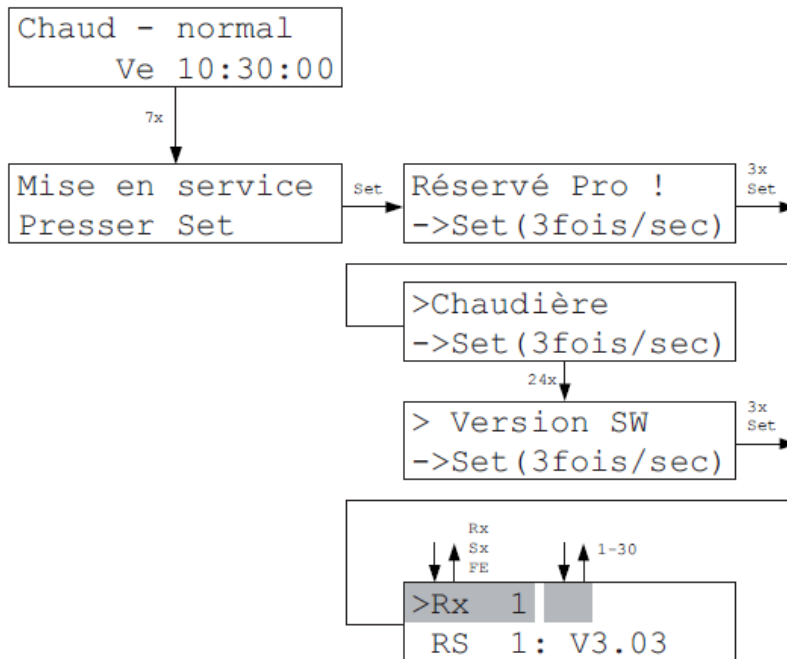 Chaud - normal
Ve 10:30:00
7x
Mise en service
Presser Set
Set
Réservé Pro !
->Set(3fois/sec)
3x
Set
>Chaudière
->Set(3fois/sec)
24x
> Version SW
->Set(3fois/sec)
3x
Set
Rx
Sx
FE
1-30
>Rx 1
RS 1: V3.03